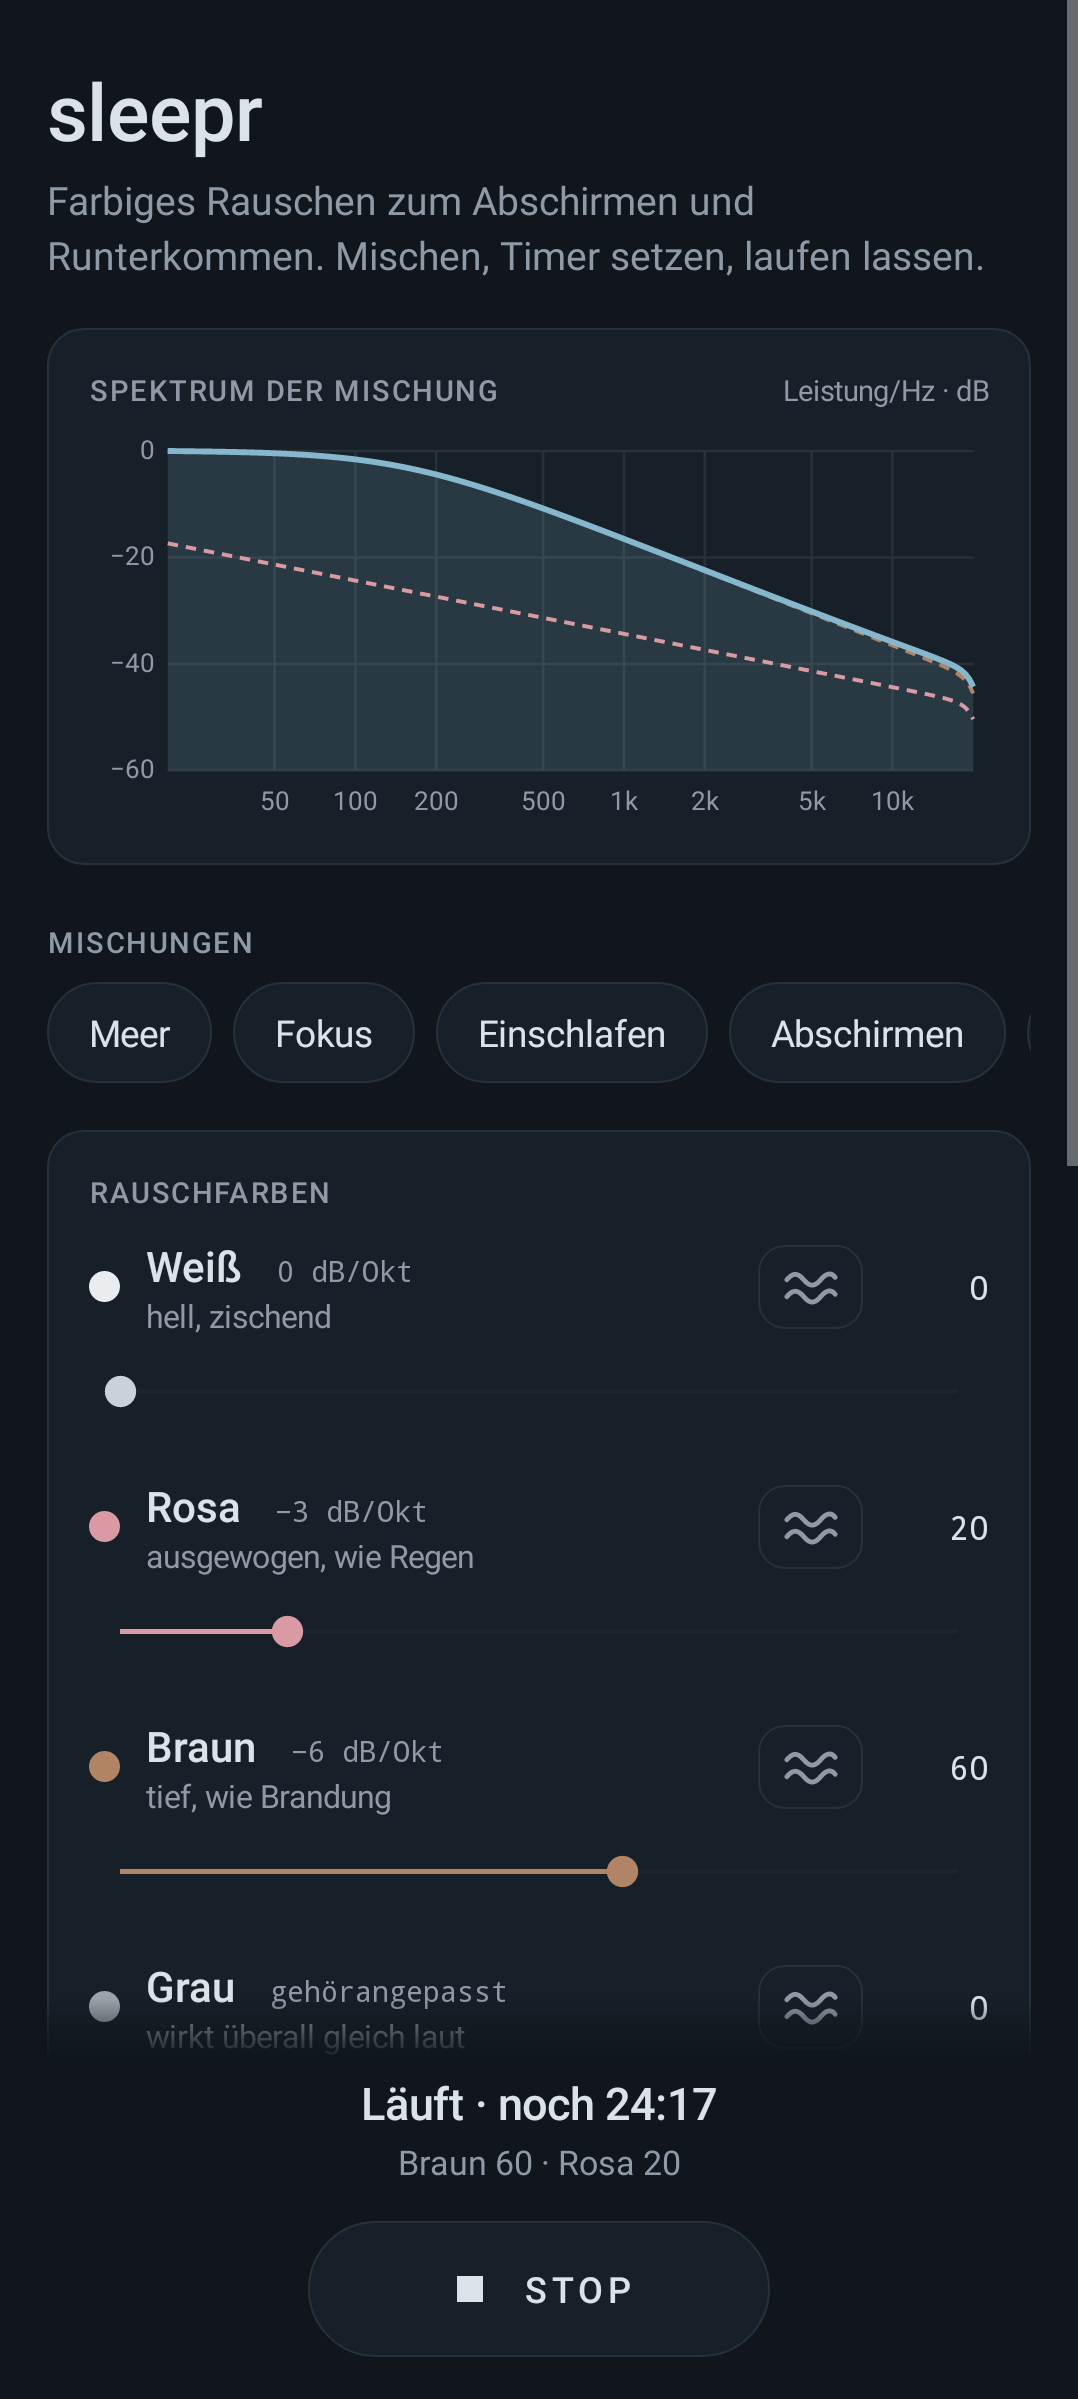 sleepr
Farbiges Rauschen zum Abschirmen und
Runterkommen. Mischen, Timer setzen, laufen lassen.
SPEKTRUM DER MISCHUNG
Leistung/Hz · dB
0
−20
−40
−60
50 100 200 500 1k 2k 5k 10k
MISCHUNGEN
Meer Fokus Einschlafen Abschirmen
RAUSCHFARBEN
Weiß 0 dB/Okt
hell, zischend
0
Rosa −3 dB/Okt
ausgewogen, wie Regen
20
Braun −6 dB/Okt
tief, wie Brandung
60
Grau gehörangepasst
wirkt überall gleich laut
0
Läuft · noch 24:17
Braun 60 · Rosa 20
STOP